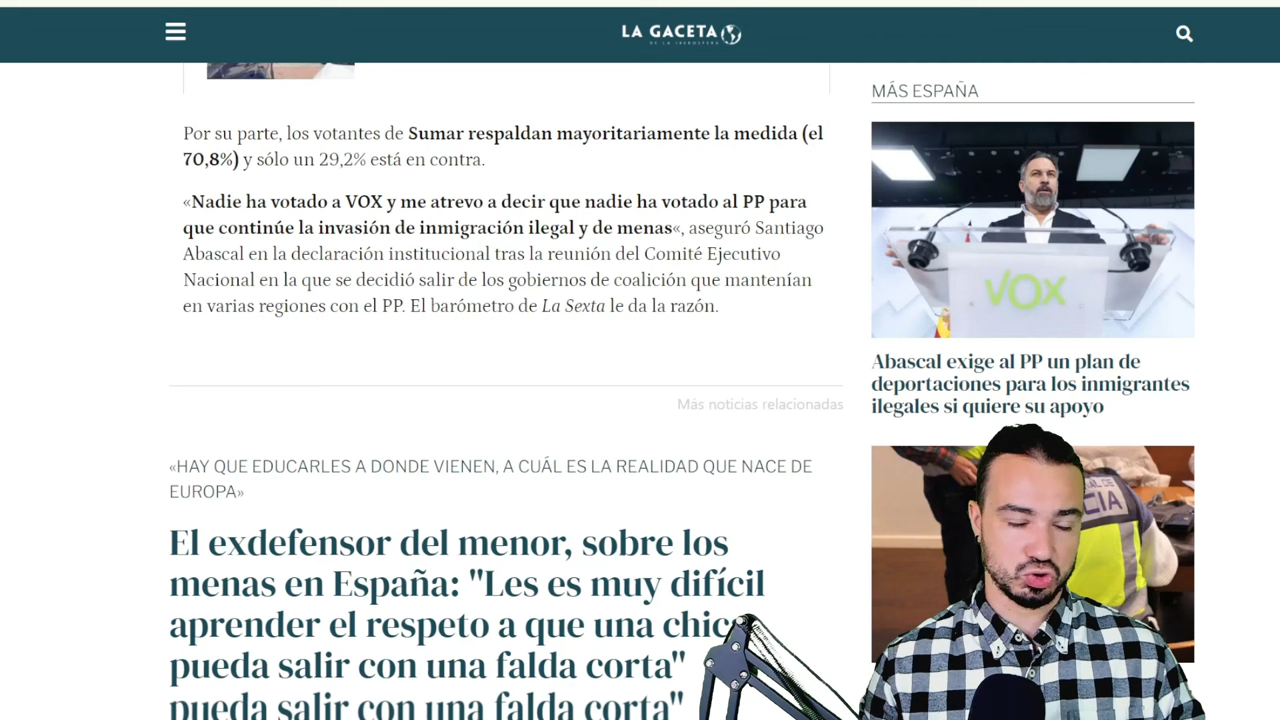 LA GACETA
DE LA IBEROSFERA
MÁS ESPAÑA
Por su parte, los votantes de Sumar respaldan mayoritariamente la medida (el
70,8%) y sólo un 29,2% está en contra.
«Nadie ha votado a VOX y me atrevo a decir que nadie ha votado al PP para
que continúe la invasión de inmigración ilegal y de menas«, aseguró Santiago
Abascal en la declaración institucional tras la reunión del Comité Ejecutivo
Nacional en la que se decidió salir de los gobiernos de coalición que mantenían
en varias regiones con el PP. El barómetro de La Sexta le da la razón.
VOX
Abascal exige al PP un plan de
deportaciones para los inmigrantes
ilegales si quiere su apoyo
Más noticias relacionadas
«HAY QUE EDUCARLES A DONDE VIENEN, A CUÁL ES LA REALIDAD QUE NACE DE
EUROPA»
El exdefensor del menor, sobre los
menas en España: "Les es muy difícil
aprender el respeto a que una chic
pueda salir con una falda corta"
pueda salir con una falda corta"